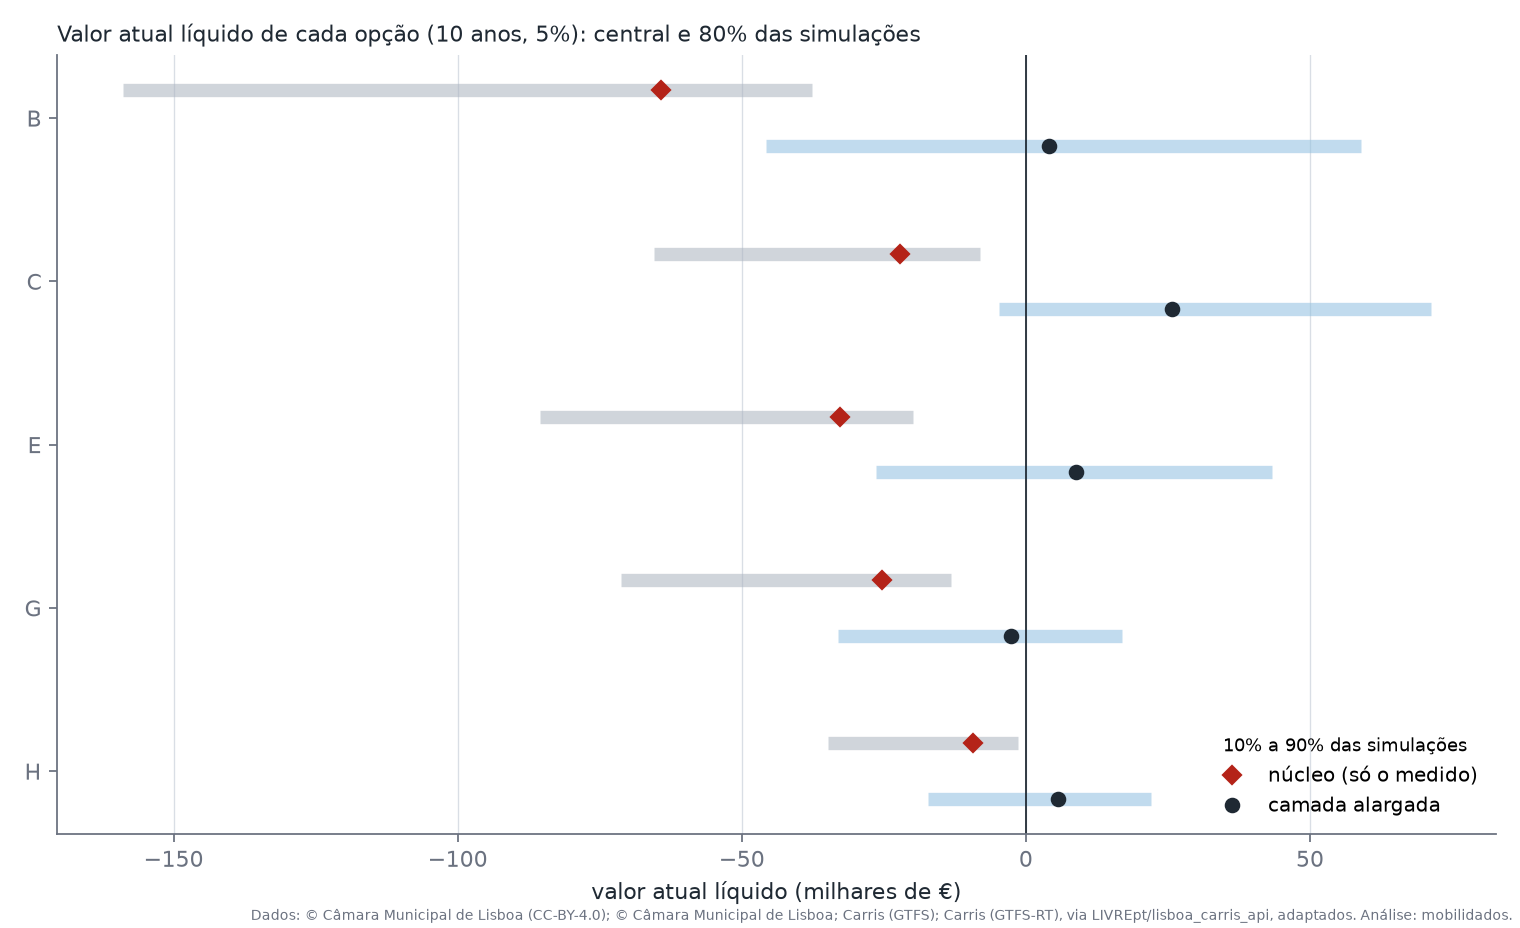 Valor atual líquido de cada opção (10 anos, 5%): central e 80% das simulações
B
C
E
G
H
10% a 90% das simulações
núcleo (só o medido)
camada alargada
−150
−100
−50
0
50
valor atual líquido (milhares de €)
Dados: © Câmara Municipal de Lisboa (CC-BY-4.0); © Câmara Municipal de Lisboa; Carris (GTFS); Carris (GTFS-RT), via LIVREpt/lisboa_carris_api, adaptados. Análise: mobilidados.